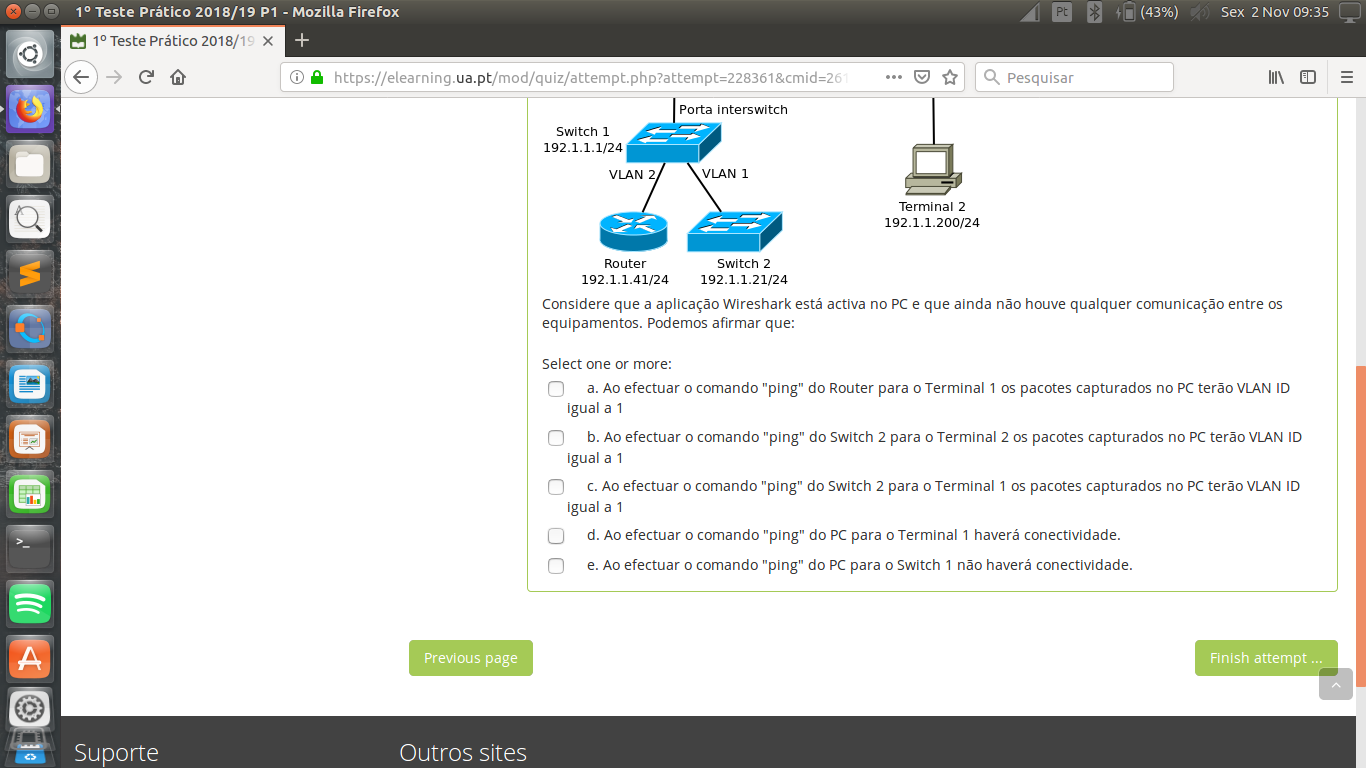 1º Teste Prático 2018/19 P1 - Mozilla Firefox
Pt
(43%)
Sex 2 Nov 09:35
1º Teste Prático 2018/19
https://elearning.ua.pt/mod/quiz/attempt.php?attempt=228361&cmid=261
Pesquisar
Porta interswitch
Switch 1
192.1.1.1/24
VLAN 2
VLAN 1
Terminal 2
192.1.1.200/24
Router
192.1.1.41/24
Switch 2
192.1.1.21/24
Considere que a aplicação Wireshark está activa no PC e que ainda não houve qualquer comunicação entre os
equipamentos. Podemos afirmar que:
Select one or more:
a. Ao efectuar o comando "ping" do Router para o Terminal 1 os pacotes capturados no PC terão VLAN ID
igual a 1
b. Ao efectuar o comando "ping" do Switch 2 para o Terminal 2 os pacotes capturados no PC terão VLAN ID
igual a 1
c. Ao efectuar o comando "ping" do Switch 2 para o Terminal 1 os pacotes capturados no PC terão VLAN ID
igual a 1
d. Ao efectuar o comando "ping" do PC para o Terminal 1 haverá conectividade.
e. Ao efectuar o comando "ping" do PC para o Switch 1 não haverá conectividade.
Previous page
Finish attempt ...
Suporte
Outros sites